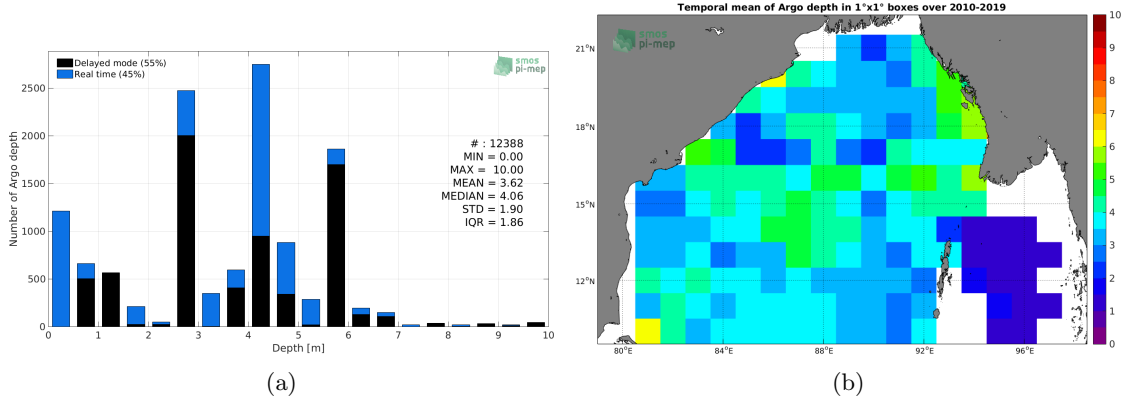 Temporal mean of Argo depth in 1°x1° boxes over 2010-2019
Delayed mode (55%)
Real time (45%)
smos
pi-mep
# : 12388
MIN = 0.00
MAX = 10.00
MEAN = 3.62
MEDIAN = 4.06
STD = 1.90
IQR = 1.86
Number of Argo depth
2500
2000
1500
1000
500
0
0 1 2 3 4 5 6 7 8 9 10
Depth [m]
(a)
smos
pi-mep
21°N
18°N
15°N
12°N
80°E 84°E 88°E 92°E 96°E
10
9
8
7
6
5
4
3
2
1
0
(b)